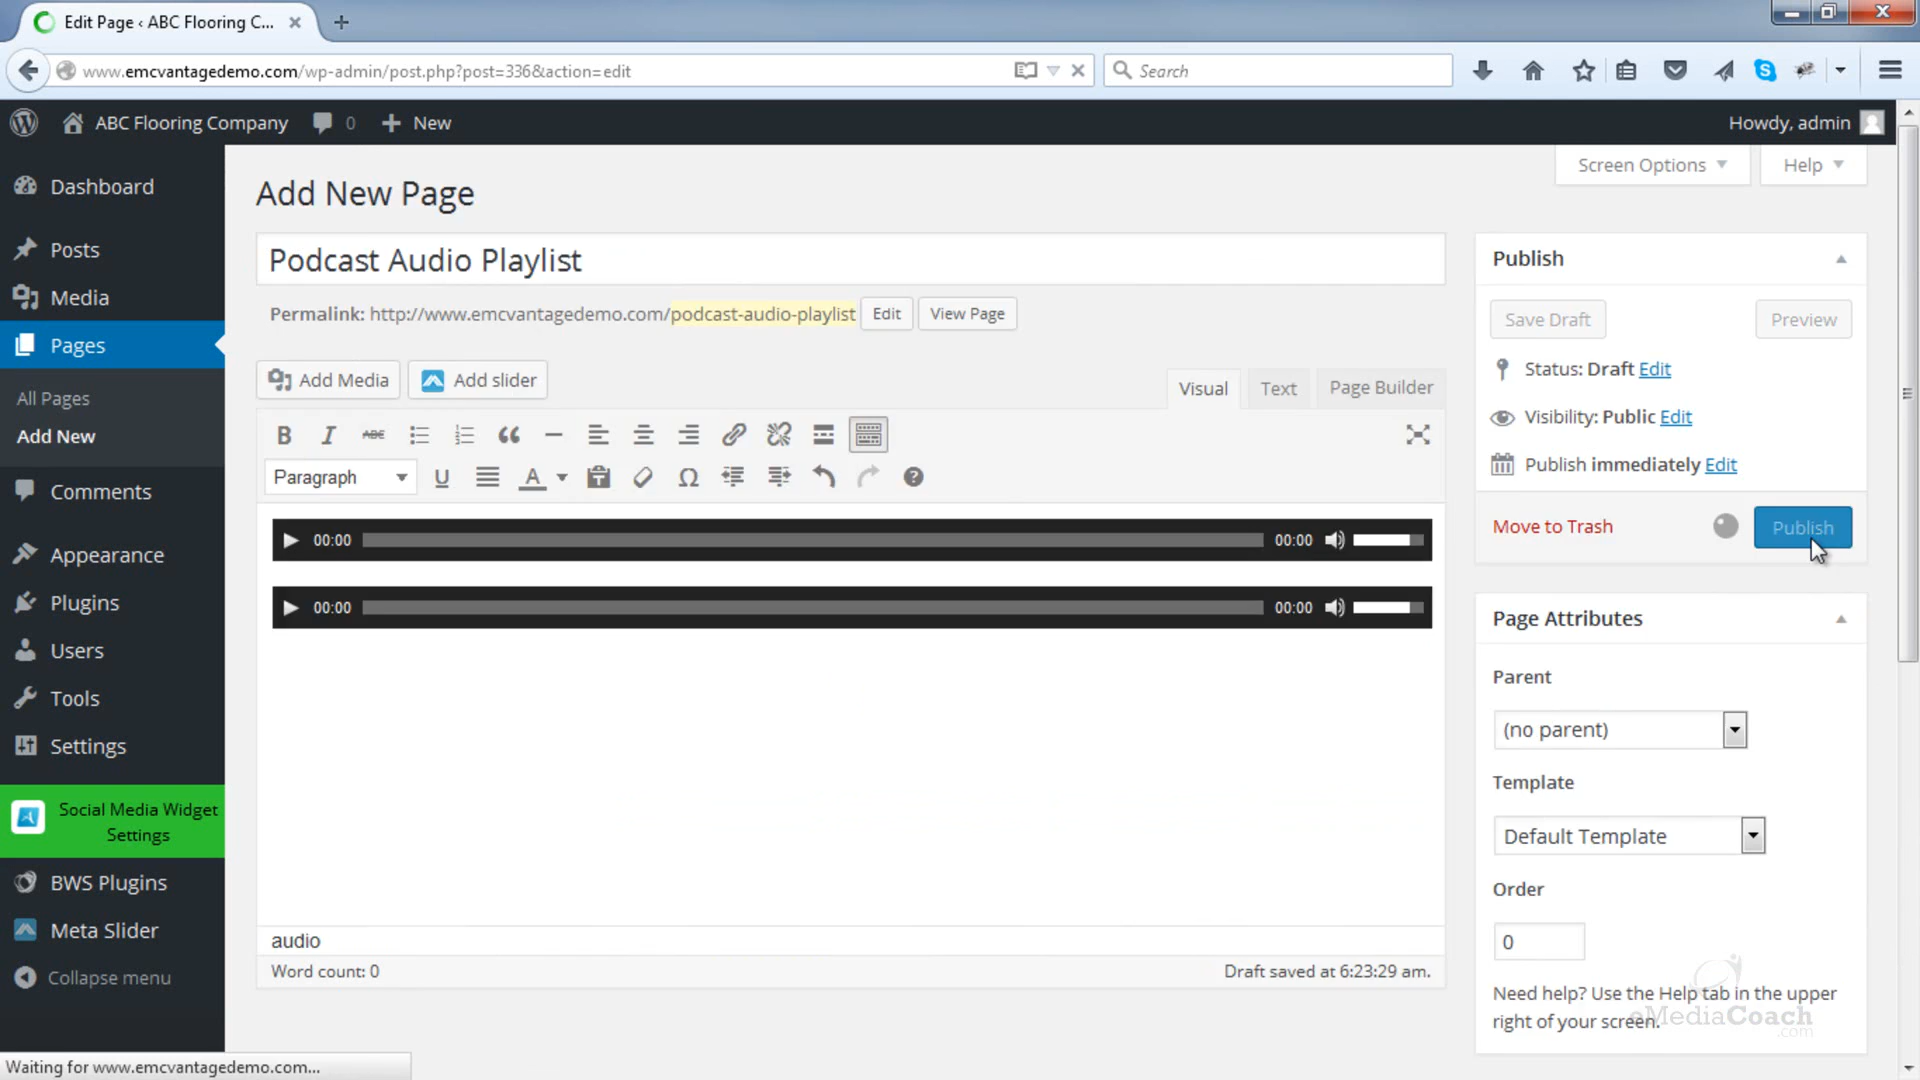 Edit Page ‹ ABC Flooring C...
www.emcvantagedemo.com/wp-admin/post.php?post=336&action=edit
Search
ABC Flooring Company
0
New
Howdy, admin
Screen Options
Help
Dashboard
Posts
Media
Pages
All Pages
Add New
Comments
Appearance
Plugins
Users
Tools
Settings
Social Media Widget
Settings
BWS Plugins
Meta Slider
Collapse menu
Add New Page
Podcast Audio Playlist
Permalink: http://www.emcvantagedemo.com/podcast-audio-playlist Edit View Page
Add Media
Add slider
Visual
Text
Page Builder
B I ABC
Paragraph U A Ω
00:00 00:00
00:00 00:00
audio
Word count: 0
Draft saved at 6:23:29 am.
Publish
Save Draft
Preview
Status: Draft Edit
Visibility: Public Edit
Publish immediately Edit
Move to Trash
Publish
Page Attributes
Parent
(no parent)
Template
Default Template
Order
0
Need help? Use the Help tab in the upper
right of your screen.
eMediaCoach
.com
Waiting for www.emcvantagedemo.com...